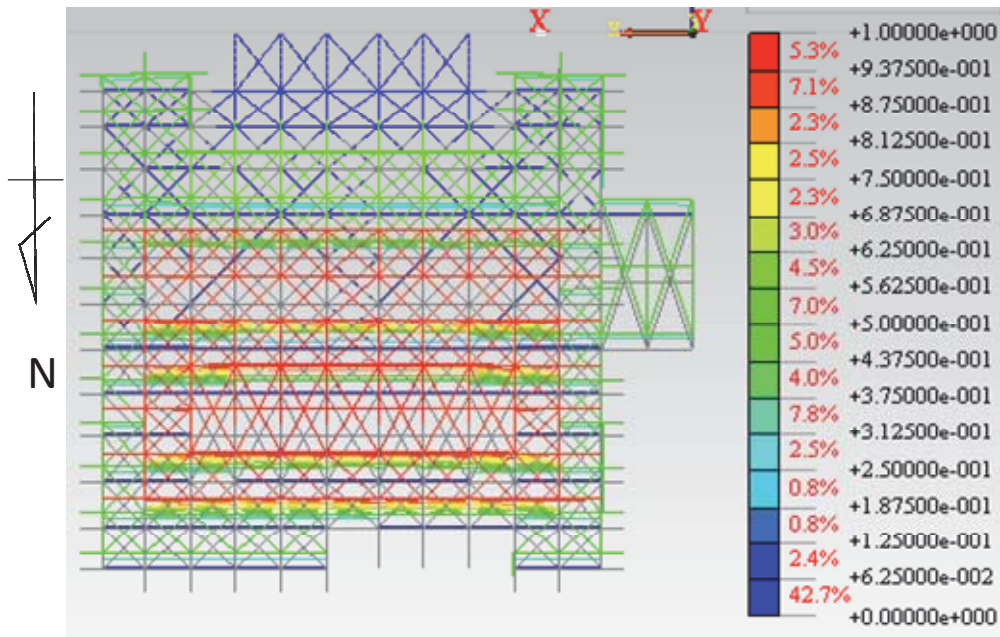 X
Y
Y
N
+1.00000e+000
5.3%
+9.37500e-001
7.1%
+8.75000e-001
2.3%
+8.12500e-001
2.5%
+7.50000e-001
2.3%
+6.87500e-001
3.0%
+6.25000e-001
4.5%
+5.62500e-001
7.0%
+5.00000e-001
5.0%
+4.37500e-001
4.0%
+3.75000e-001
7.8%
+3.12500e-001
2.5%
+2.50000e-001
0.8%
+1.87500e-001
0.8%
+1.25000e-001
2.4%
+6.25000e-002
42.7%
+0.00000e+000